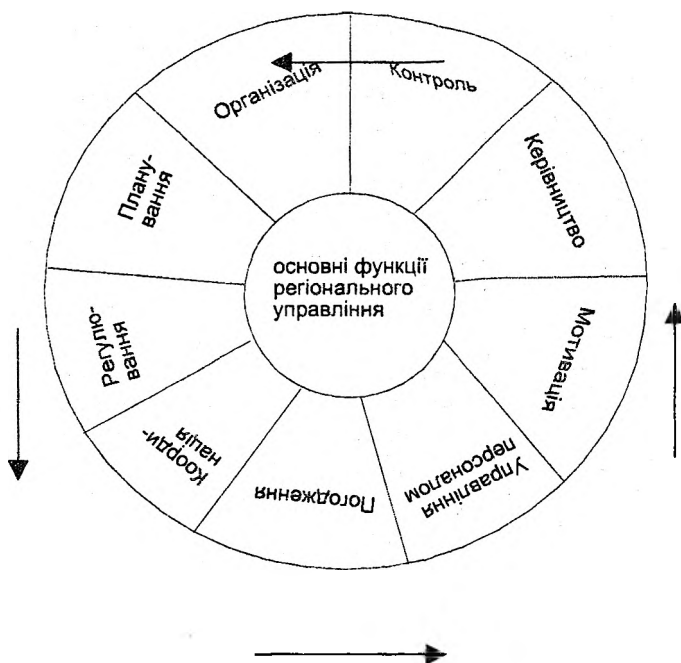 Організація
Контроль
Керівництво
Мотивація
Управління
персоналом
Погодження
Коорди-
нація
Регулю-
вання
Плану-
вання
основні функції
регіонального
управління